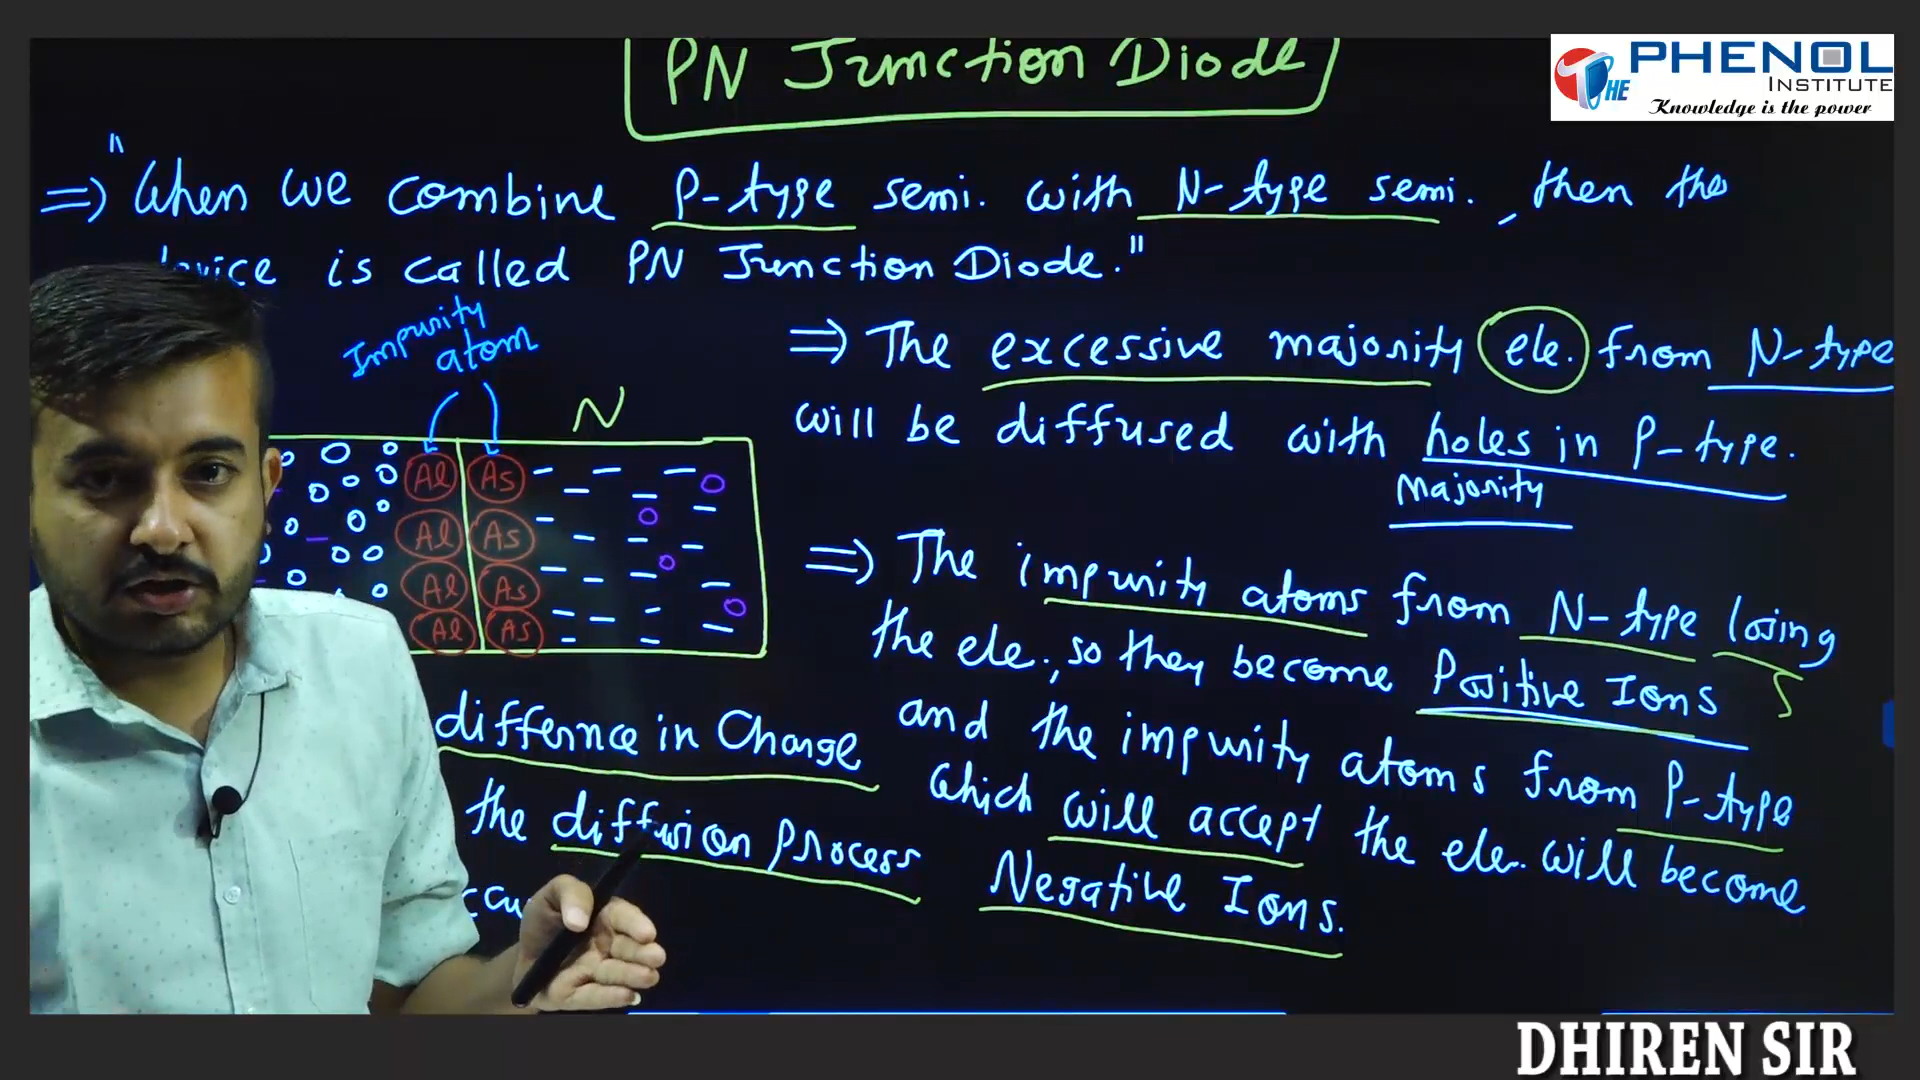 PN Junction Diode
THE PHENOL
INSTITUTE
Knowledge is the power
"
⇒) When we combine P-type semi. with N-type semi., then the
device is called PN Junction Diode."
Impurity
atom
N
Al As
Al As
Al As
Al As
differnce in Charge
the diffusion process
⇒ The excessive majority ele. from N-type
will be diffused with holes in P-type.
Majority
⇒ The impurity atoms from N-type losing
the ele., so they become Positive Ions
and the impurity atoms from P-type
which will accept the ele. will become
Negative Ions.
DHIREN SIR